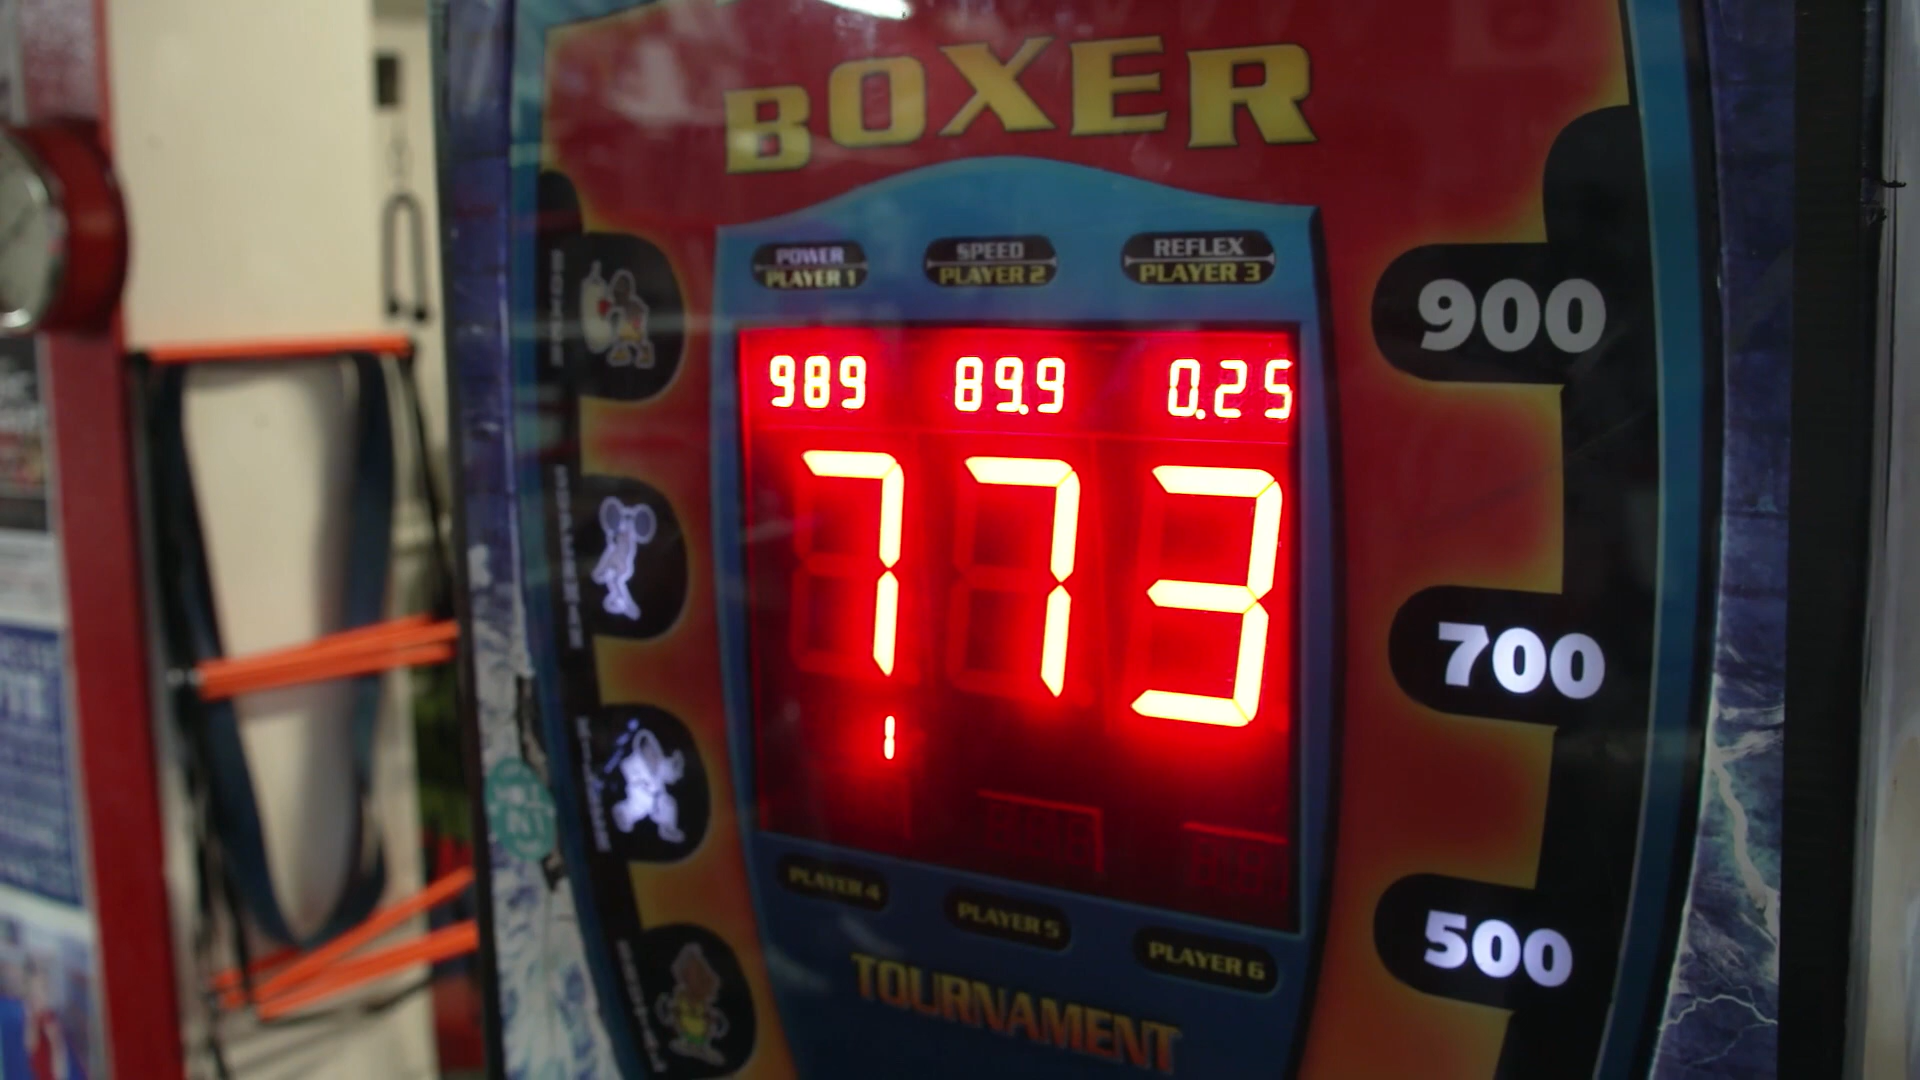 BOXER
POWER
PLAYER 1
SPEED
PLAYER 2
REFLEX
PLAYER 3
989
89.9
0.25
773
1
900
700
500
PLAYER 4
PLAYER 5
PLAYER 6
TOURNAMENT